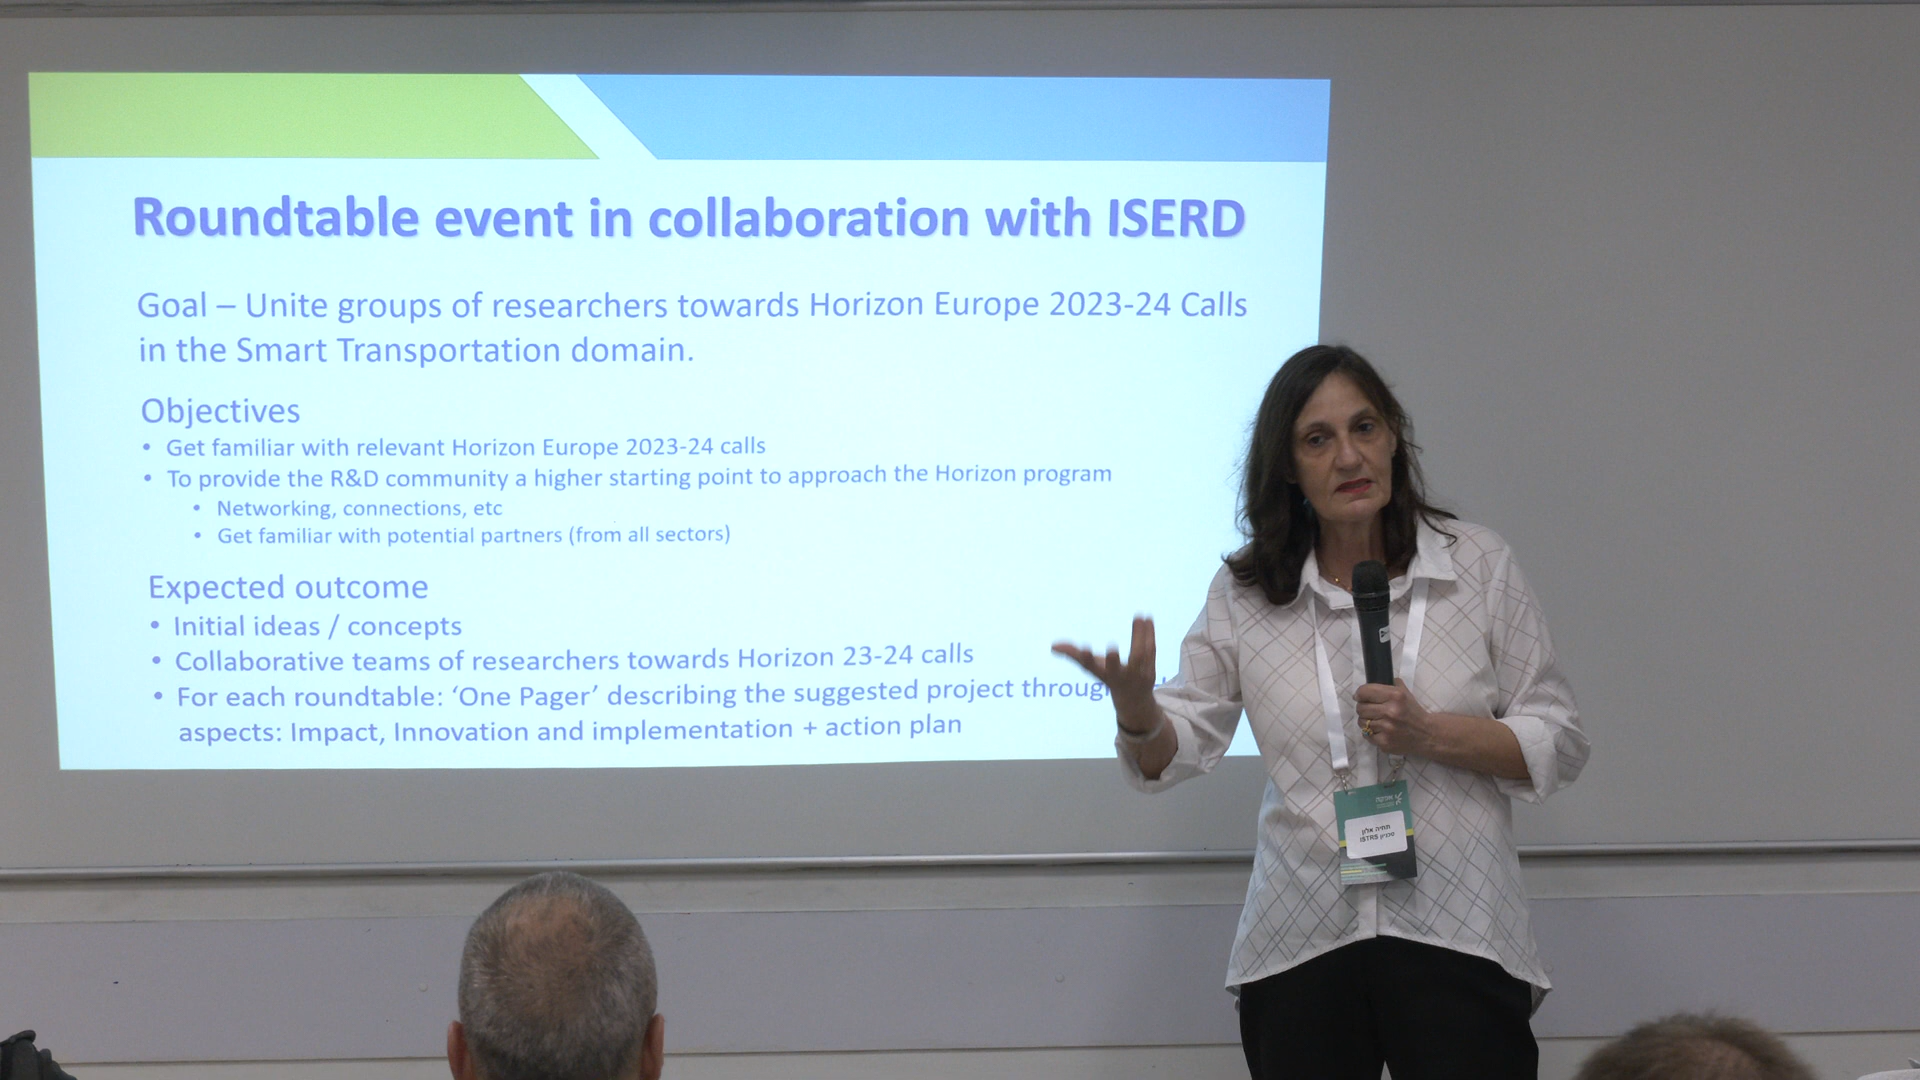 Roundtable event in collaboration with ISERD
Goal – Unite groups of researchers towards Horizon Europe 2023-24 Calls
in the Smart Transportation domain.
Objectives
• Get familiar with relevant Horizon Europe 2023-24 calls
• To provide the R&D community a higher starting point to approach the Horizon program
• Networking, connections, etc
• Get familiar with potential partners (from all sectors)
Expected outcome
• Initial ideas / concepts
• Collaborative teams of researchers towards Horizon 23-24 calls
• For each roundtable: ‘One Pager’ describing the suggested project
aspects: Impact, Innovation and implementation + action plan
תחיה אלון
טכניון ISTRS